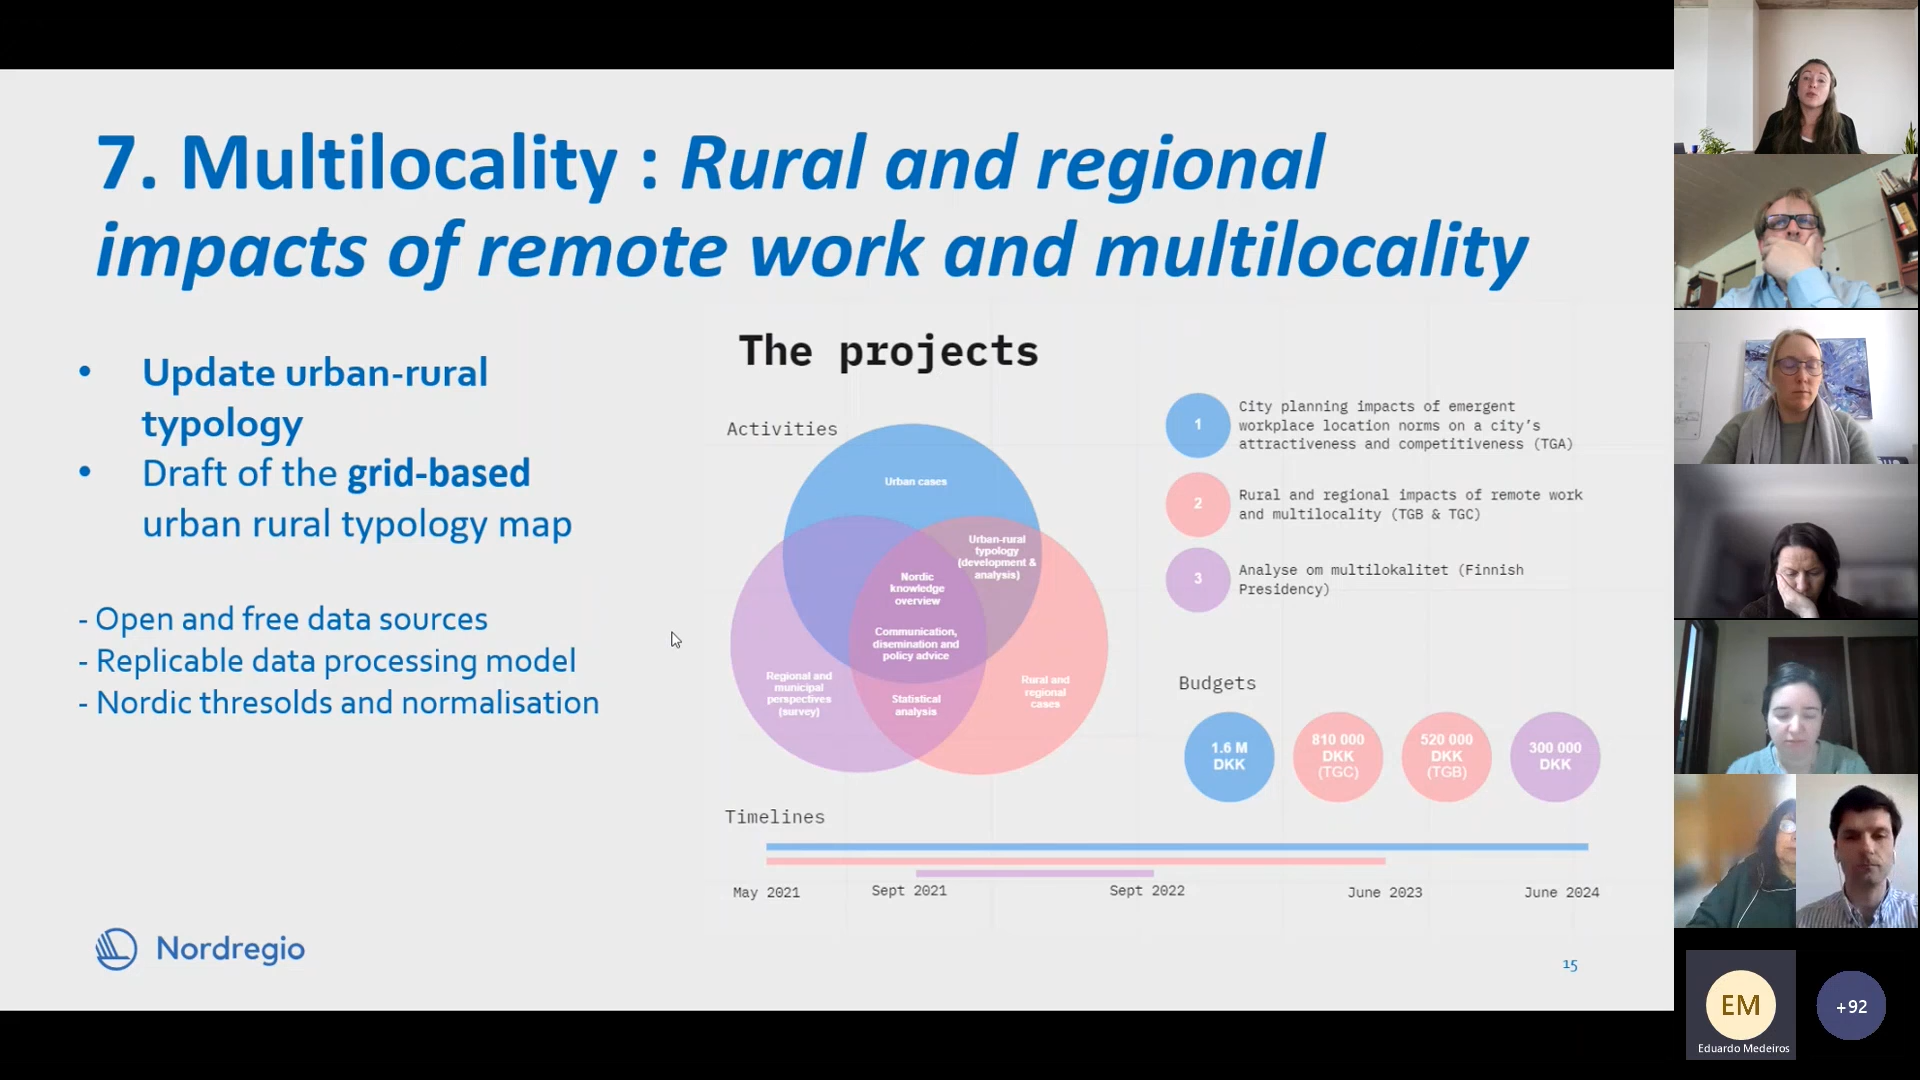 7. Multilocality : Rural and regional
impacts of remote work and multilocality
• Update urban-rural
typology
• Draft of the grid-based
urban rural typology map
- Open and free data sources
- Replicable data processing model
- Nordic thresolds and normalisation
The projects
Activities
Urban cases
Urban-rural
typology
(development &
analysis)
Nordic
knowledge
overview
Communication,
disemination and
policy advice
Regional and
municipal
perspectives
(survey)
Statistical
analysis
Rural and
regional
cases
1
City planning impacts of emergent
workplace location norms on a city's
attractiveness and competitiveness (TGA)
2
Rural and regional impacts of remote work
and multilocality (TGB & TGC)
3
Analyse om multilokalitet (Finnish
Presidency)
Budgets
1.6 M
DKK
810 000
DKK
(TGC)
520 000
DKK
(TGB)
300 000
DKK
Timelines
May 2021
Sept 2021
Sept 2022
June 2023
June 2024
Nordregio
15
EM
Eduardo Medeiros
+92